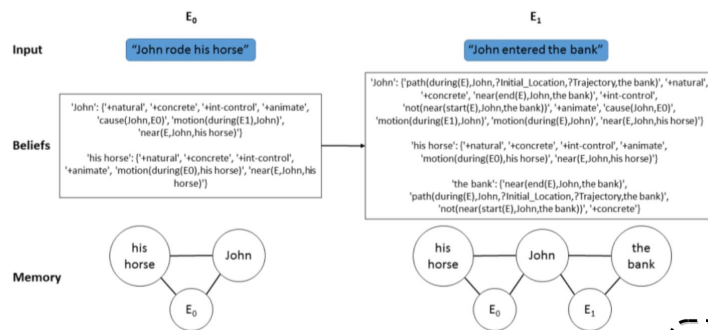 E₀
E₁
Input
"John rode his horse"
"John entered the bank"
Beliefs
'John': {'+natural', '+concrete', '+int-control', '+animate',
'cause(John,E0)', 'motion(during(E1),John)',
'near(E,John,his horse)'}
'his horse': {'+natural', '+concrete', '+int-control',
'+animate', 'motion(during(E0),his horse)', 'near(E,John,his
horse)'}
'John': {'path(during(E),John,?Initial_Location,?Trajectory,the bank)', '+natural',
'+concrete', 'near(end(E),John,the bank)', '+int-control',
'not(near(start(E),John,the bank))', '+animate', 'cause(John,E0)',
'motion(during(E1),John)', 'motion(during(E),John)', 'near(E,John,his horse)'}
'his horse': {'+natural', '+concrete', '+int-control', '+animate',
'motion(during(E0),his horse)', 'near(E,John,his horse)'}
'the bank': {'near(end(E),John,the bank)',
'path(during(E),John,?Initial_Location,?Trajectory,the bank)',
'not(near(start(E),John,the bank))', '+concrete'}
Memory
his
horse
John
E₀
his
horse
John
the
bank
E₀
E₁